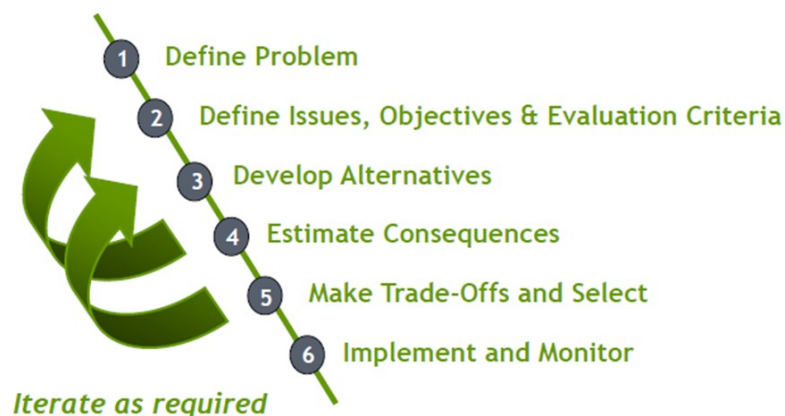 1 Define Problem
2 Define Issues, Objectives & Evaluation Criteria
3 Develop Alternatives
4 Estimate Consequences
5 Make Trade-Offs and Select
6 Implement and Monitor
Iterate as required